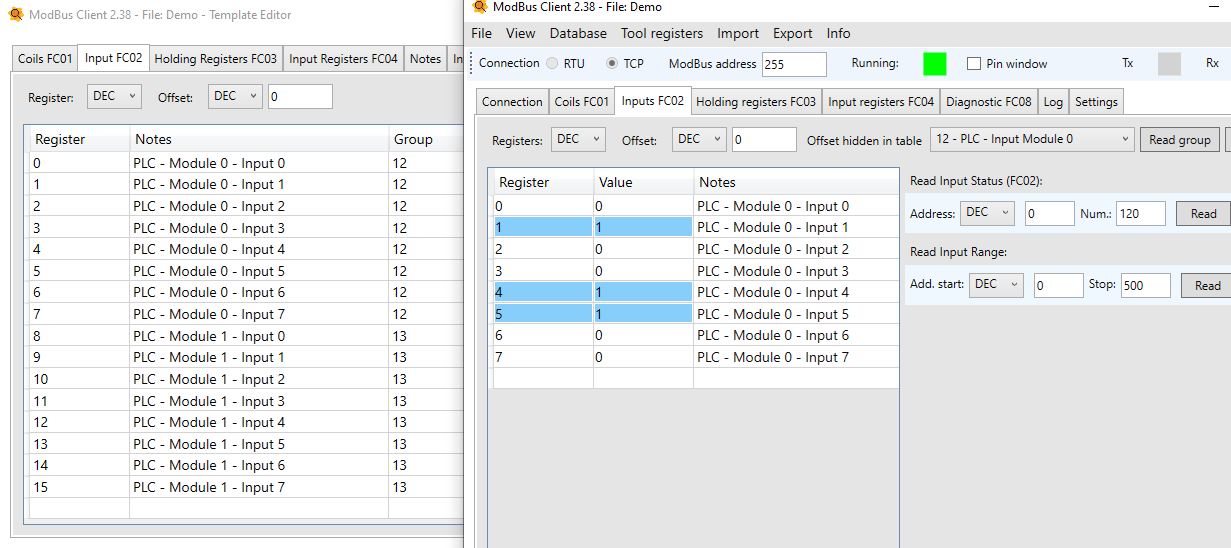 ModBus Client 2.38 - File: Demo - Template Editor
Coils FC01 Input FC02 Holding Registers FC03 Input Registers FC04 Notes In
Register: DEC Offset: DEC 0
Register Notes Group
0 PLC - Module 0 - Input 0 12
1 PLC - Module 0 - Input 1 12
2 PLC - Module 0 - Input 2 12
3 PLC - Module 0 - Input 3 12
4 PLC - Module 0 - Input 4 12
5 PLC - Module 0 - Input 5 12
6 PLC - Module 0 - Input 6 12
7 PLC - Module 0 - Input 7 12
8 PLC - Module 1 - Input 0 13
9 PLC - Module 1 - Input 1 13
10 PLC - Module 1 - Input 2 13
11 PLC - Module 1 - Input 3 13
12 PLC - Module 1 - Input 4 13
13 PLC - Module 1 - Input 5 13
14 PLC - Module 1 - Input 6 13
15 PLC - Module 1 - Input 7 13
ModBus Client 2.38 - File: Demo
File View Database Tool registers Import Export Info
Connection RTU TCP ModBus address 255 Running: Pin window Tx Rx
Connection Coils FC01 Inputs FC02 Holding registers FC03 Input registers FC04 Diagnostic FC08 Log Settings
Registers: DEC Offset: DEC 0 Offset hidden in table 12 - PLC - Input Module 0 Read group
Register Value Notes
0 0 PLC - Module 0 - Input 0
1 1 PLC - Module 0 - Input 1
2 0 PLC - Module 0 - Input 2
3 0 PLC - Module 0 - Input 3
4 1 PLC - Module 0 - Input 4
5 1 PLC - Module 0 - Input 5
6 0 PLC - Module 0 - Input 6
7 0 PLC - Module 0 - Input 7
Read Input Status (FC02):
Address: DEC 0 Num.: 120 Read
Read Input Range:
Add. start: DEC 0 Stop: 500 Read